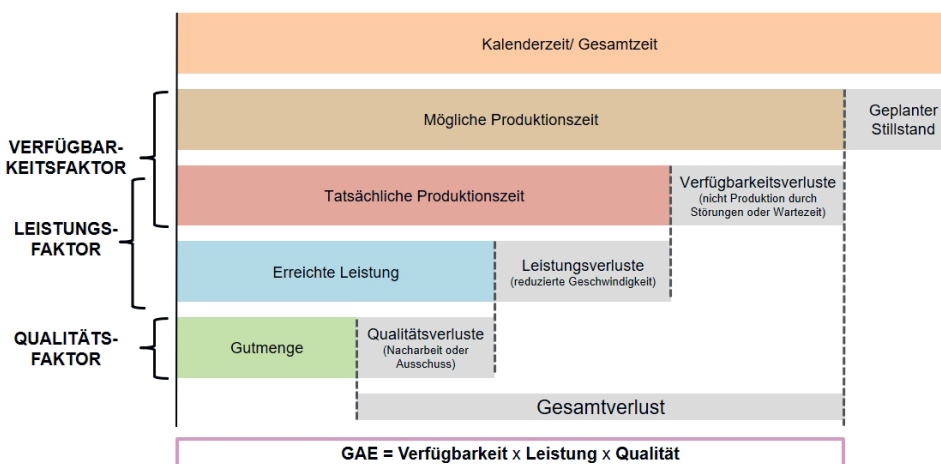 Kalenderzeit/ Gesamtzeit
Mögliche Produktionszeit
Geplanter
Stillstand
VERFÜGBAR-
KEITSFAKTOR
Tatsächliche Produktionszeit
Verfügbarkeitsverluste
(nicht Produktion durch
Störungen oder Wartezeit)
LEISTUNGS-
FAKTOR
Erreichte Leistung
Leistungsverluste
(reduzierte Geschwindigkeit)
QUALITÄTS-
FAKTOR
Gutmenge
Qualitätsverluste
(Nacharbeit oder
Ausschuss)
Gesamtverlust
GAE = Verfügbarkeit x Leistung x Qualität